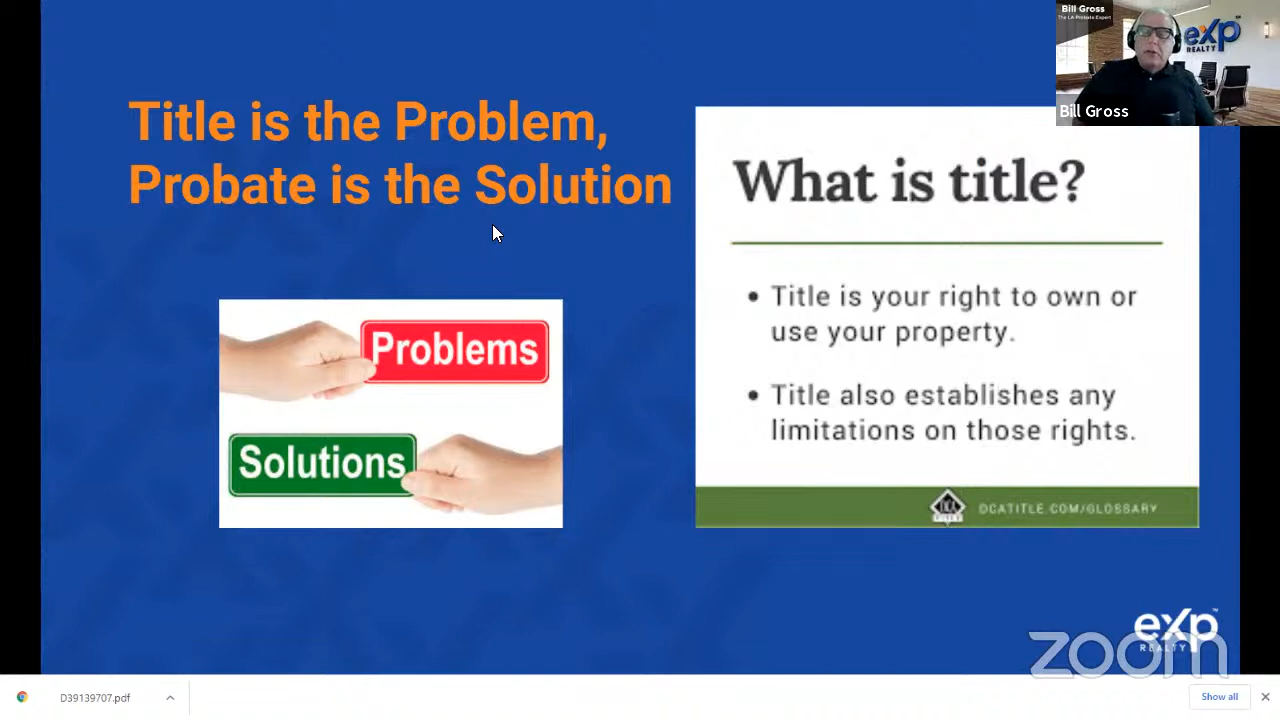 Title is the Problem,
Probate is the Solution
Problems
Solutions
What is title?
• Title is your right to own or
use your property.
• Title also establishes any
limitations on those rights.
DCA
DCATITLE.COM/GLOSSARY
Bill Gross
The LA Probate Expert
eXp
REALTY
Bill Gross
eXp
REALTY
zoom
D39139707.pdf
Show all